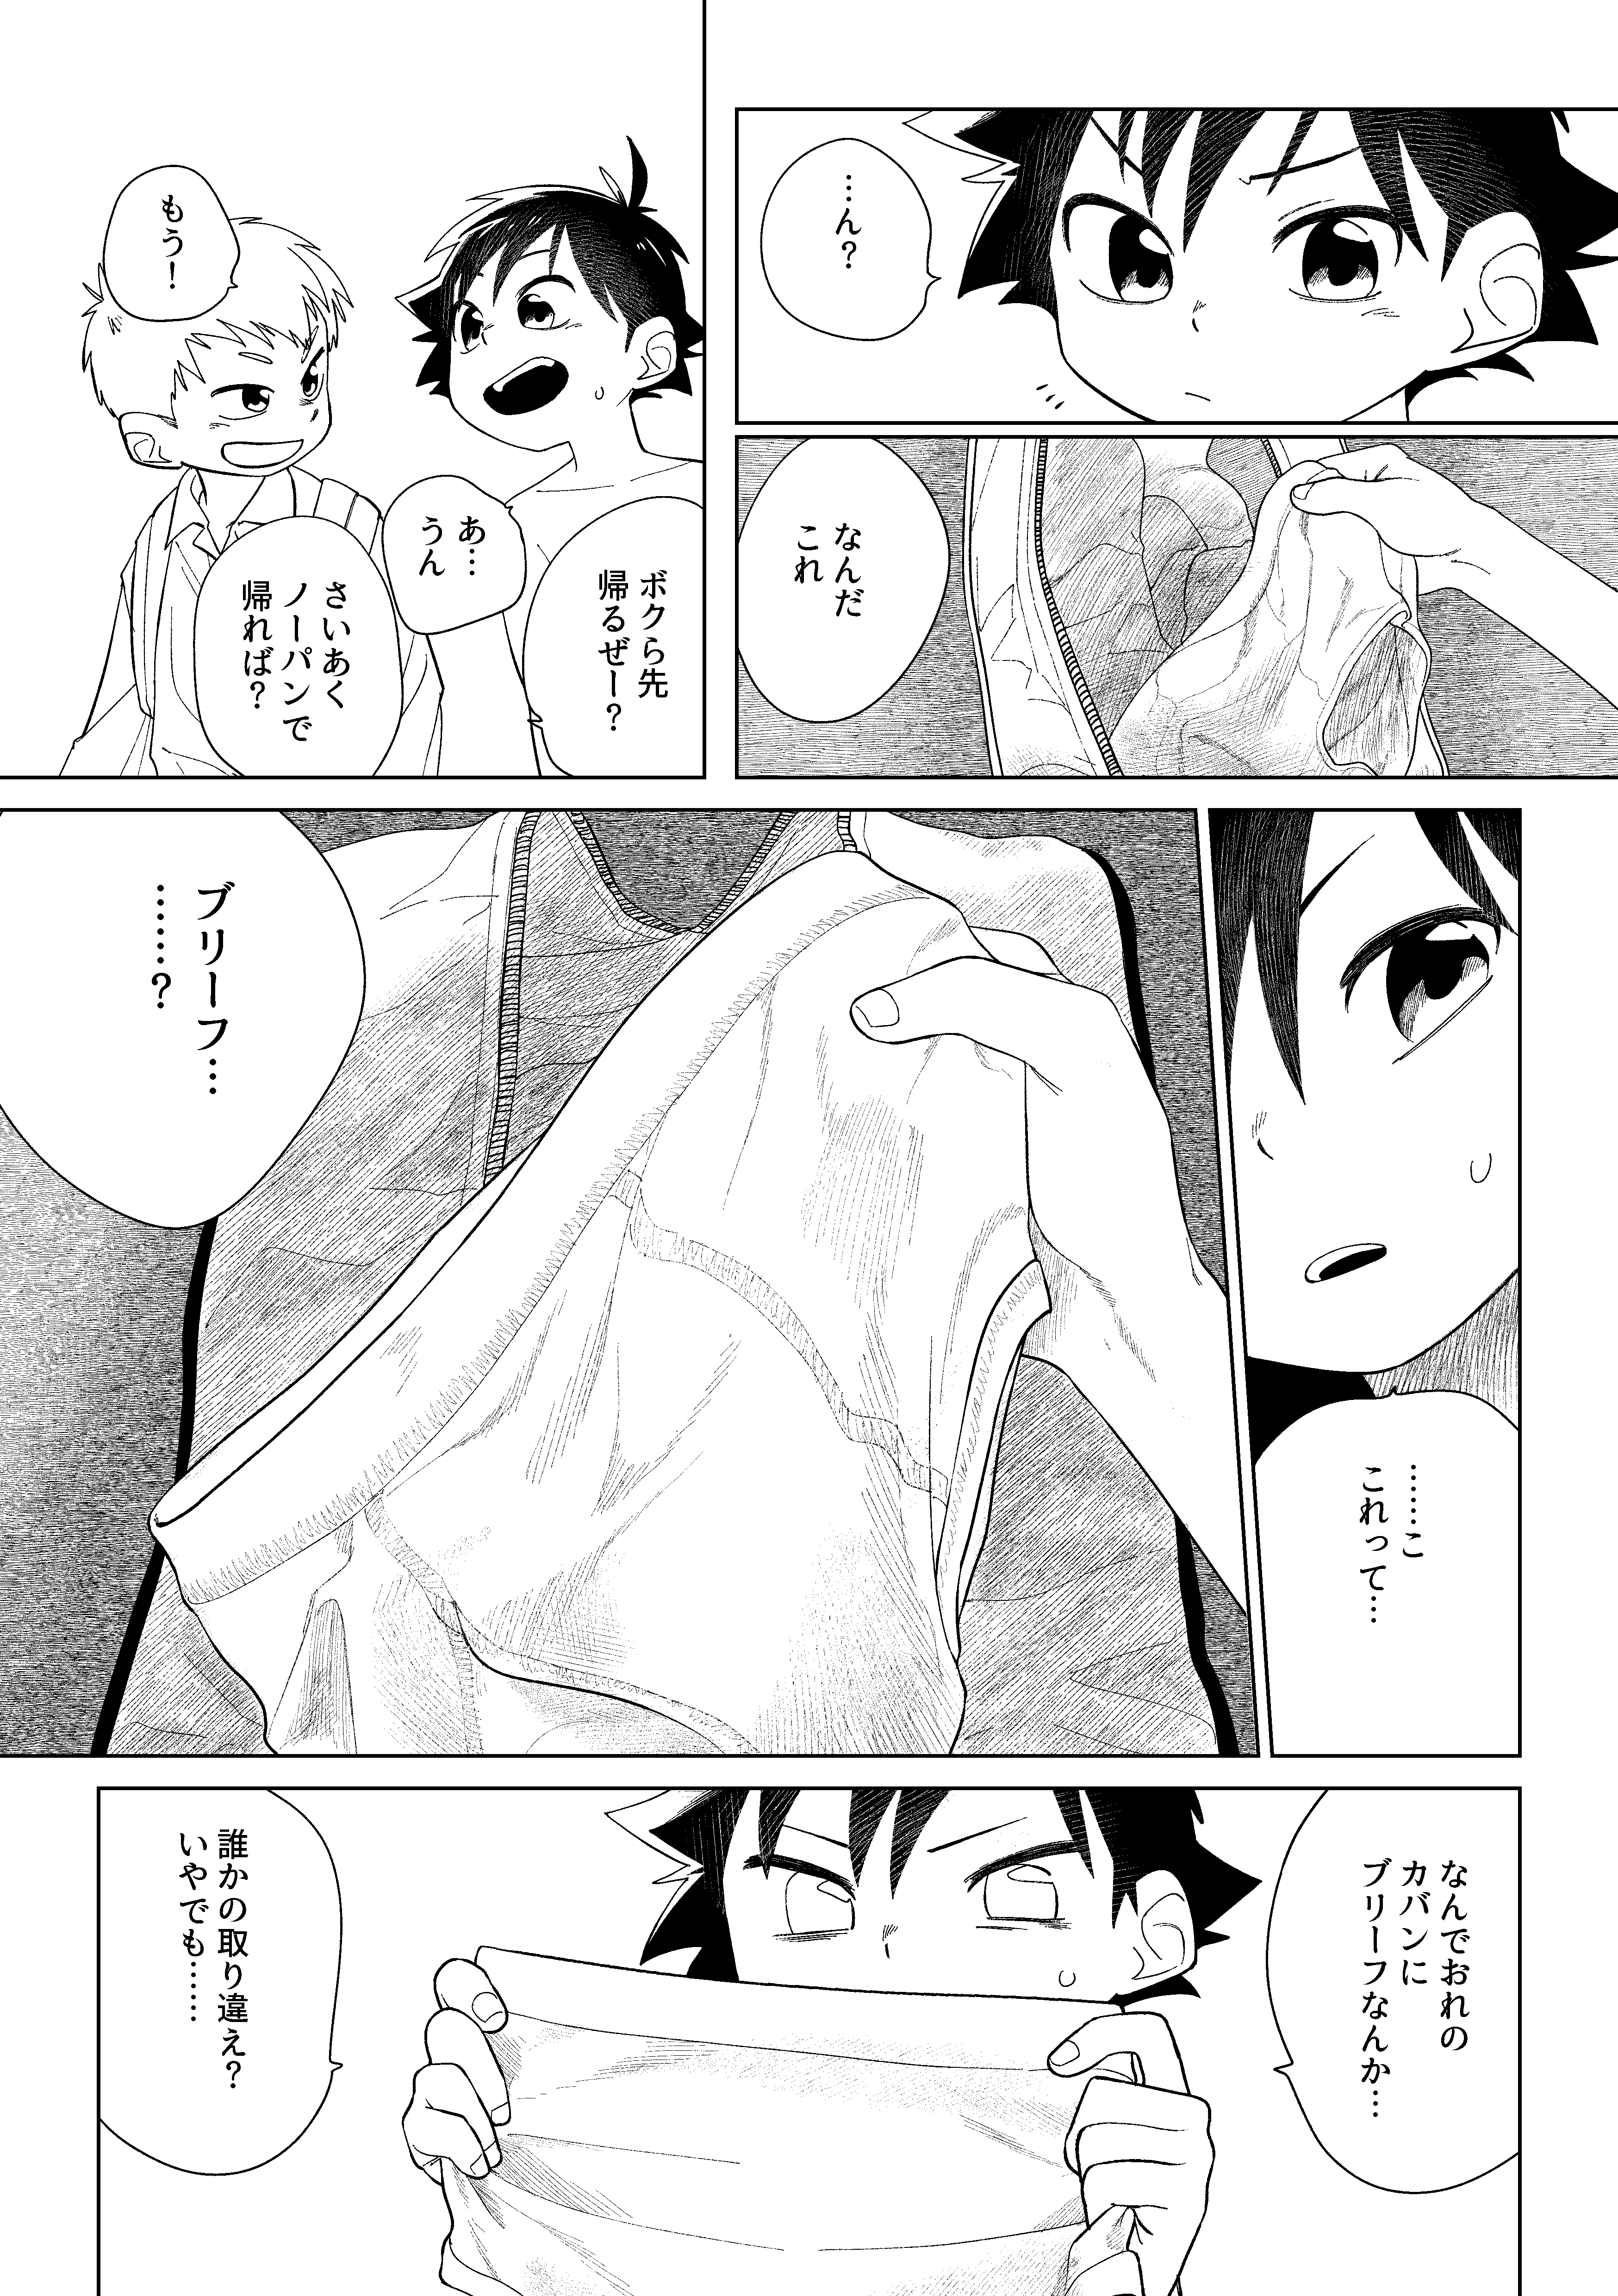 …ん？
なんだ
これ
ボクら先
帰るぜー？
あ…
うん
さいあく
ノーパンで
帰れば？
もう！
……こ
これって…
ブリーフ…
……？
なんでおれの
カバンに
ブリーフなんか…
誰かの取り違え？
いやでも……